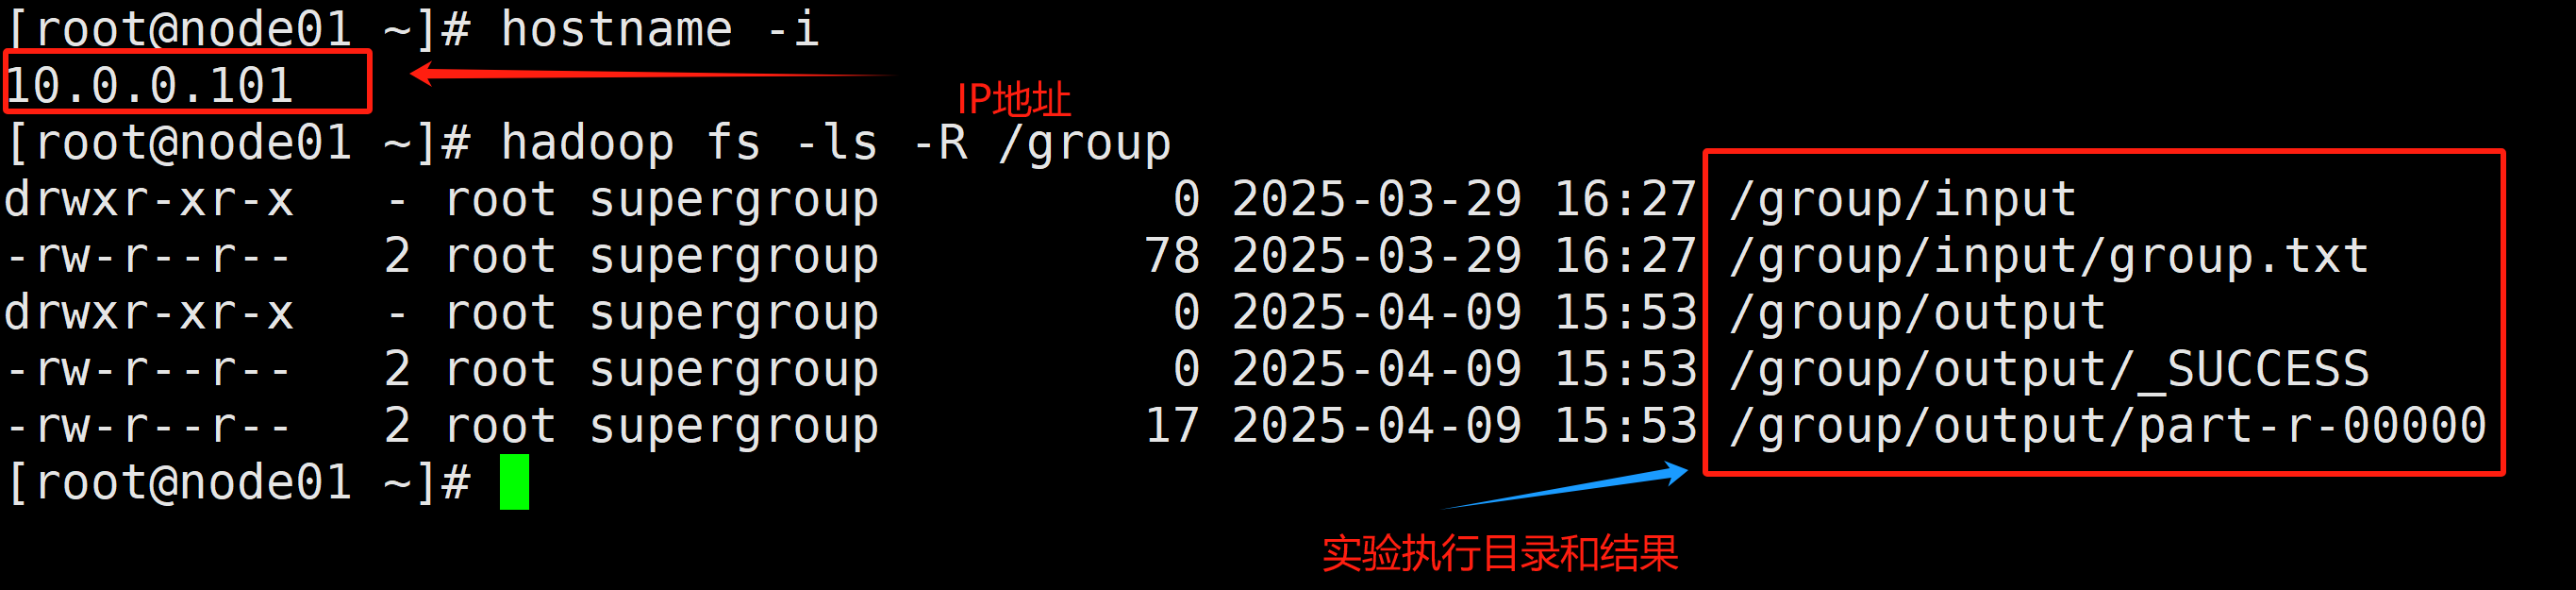 [root@node01 ~]# hostname -i
10.0.0.101
IP地址
[root@node01 ~]# hadoop fs -ls -R /group
drwxr-xr-x   - root supergroup          0 2025-03-29 16:27 /group/input
-rw-r--r--   2 root supergroup         78 2025-03-29 16:27 /group/input/group.txt
drwxr-xr-x   - root supergroup          0 2025-04-09 15:53 /group/output
-rw-r--r--   2 root supergroup          0 2025-04-09 15:53 /group/output/_SUCCESS
-rw-r--r--   2 root supergroup         17 2025-04-09 15:53 /group/output/part-r-00000
[root@node01 ~]#
实验执行目录和结果